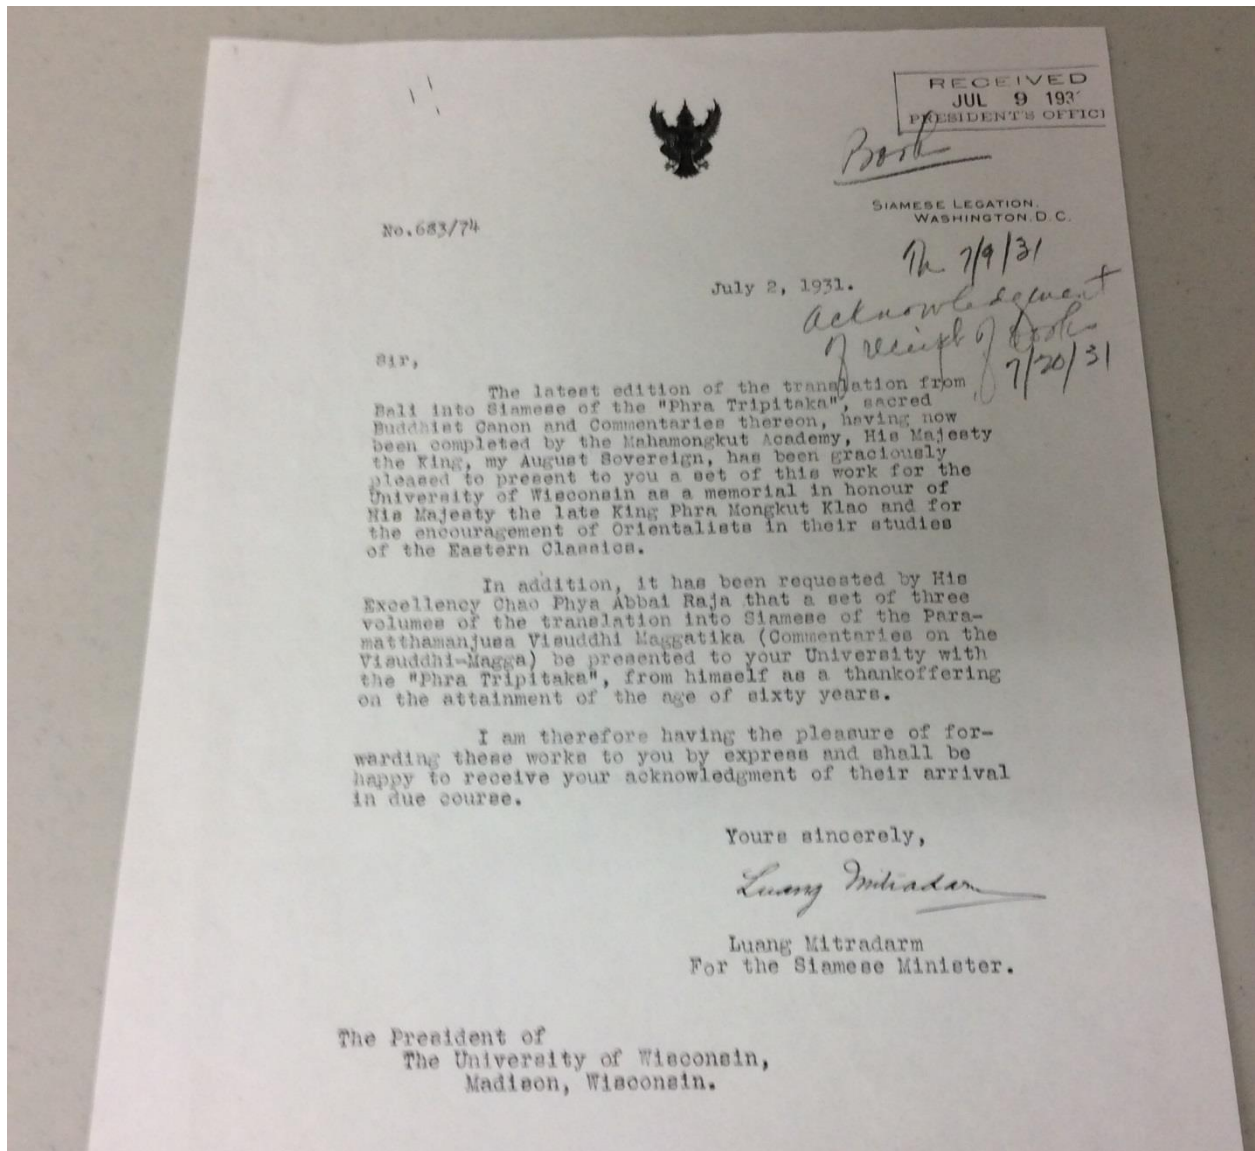 RECEIVED
JUL 9 193
PRESIDENT'S OFFICE
Book
SIAMESE LEGATION.
WASHINGTON.D.C.
No.683/74
7/9/31
July 2, 1931.
Acknowledgment
of receipt of books
7/20/31
Sir,
The latest edition of the translation from
Bali into Siamese of the "Phra Tripitaka", sacred
Buddhist Canon and Commentaries thereon, having now
been completed by the Mahamongkut Academy, His Majesty
the King, my August Sovereign, has been graciously
pleased to present to you a set of this work for the
University of Wisconsin as a memorial in honour of
His Majesty the late King Phra Mongkut Klao and for
the encouragement of Orientalists in their studies
of the Eastern Classics.
In addition, it has been requested by His
Excellency Chao Phya Abbai Raja that a set of three
volumes of the translation into Siamese of the Para-
matthamanjusa Visuddhi Maggatika (Commentaries on the
Visuddhi-Magga) be presented to your University with
the "Phra Tripitaka", from himself as a thankoffering
on the attainment of the age of sixty years.
I am therefore having the pleasure of for-
warding these works to you by express and shall be
happy to receive your acknowledgment of their arrival
in due course.
Yours sincerely,
Luang Mitradarm
Luang Mitradarm
For the Siamese Minister.
The President of
The University of Wisconsin,
Madison, Wisconsin.